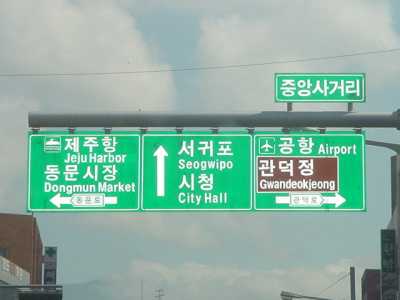 중앙사거리
제주항
Jeju Harbor
동문시장
Dongmun Market
동문로
서귀포
Seogwipo
시청
City Hall
공항 Airport
관덕정
Gwandeokjeong
관덕로